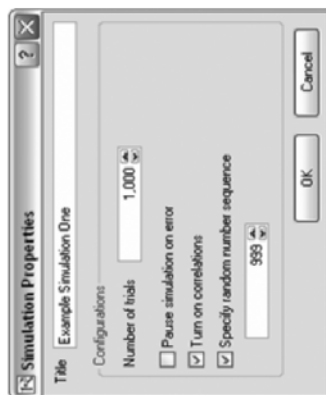 Simulation Properties
Title Example Simulation One
Configurations
Number of trials 1,000
Pause simulation on error
Turn on correlations
Specify random number sequence
999
OK Cancel